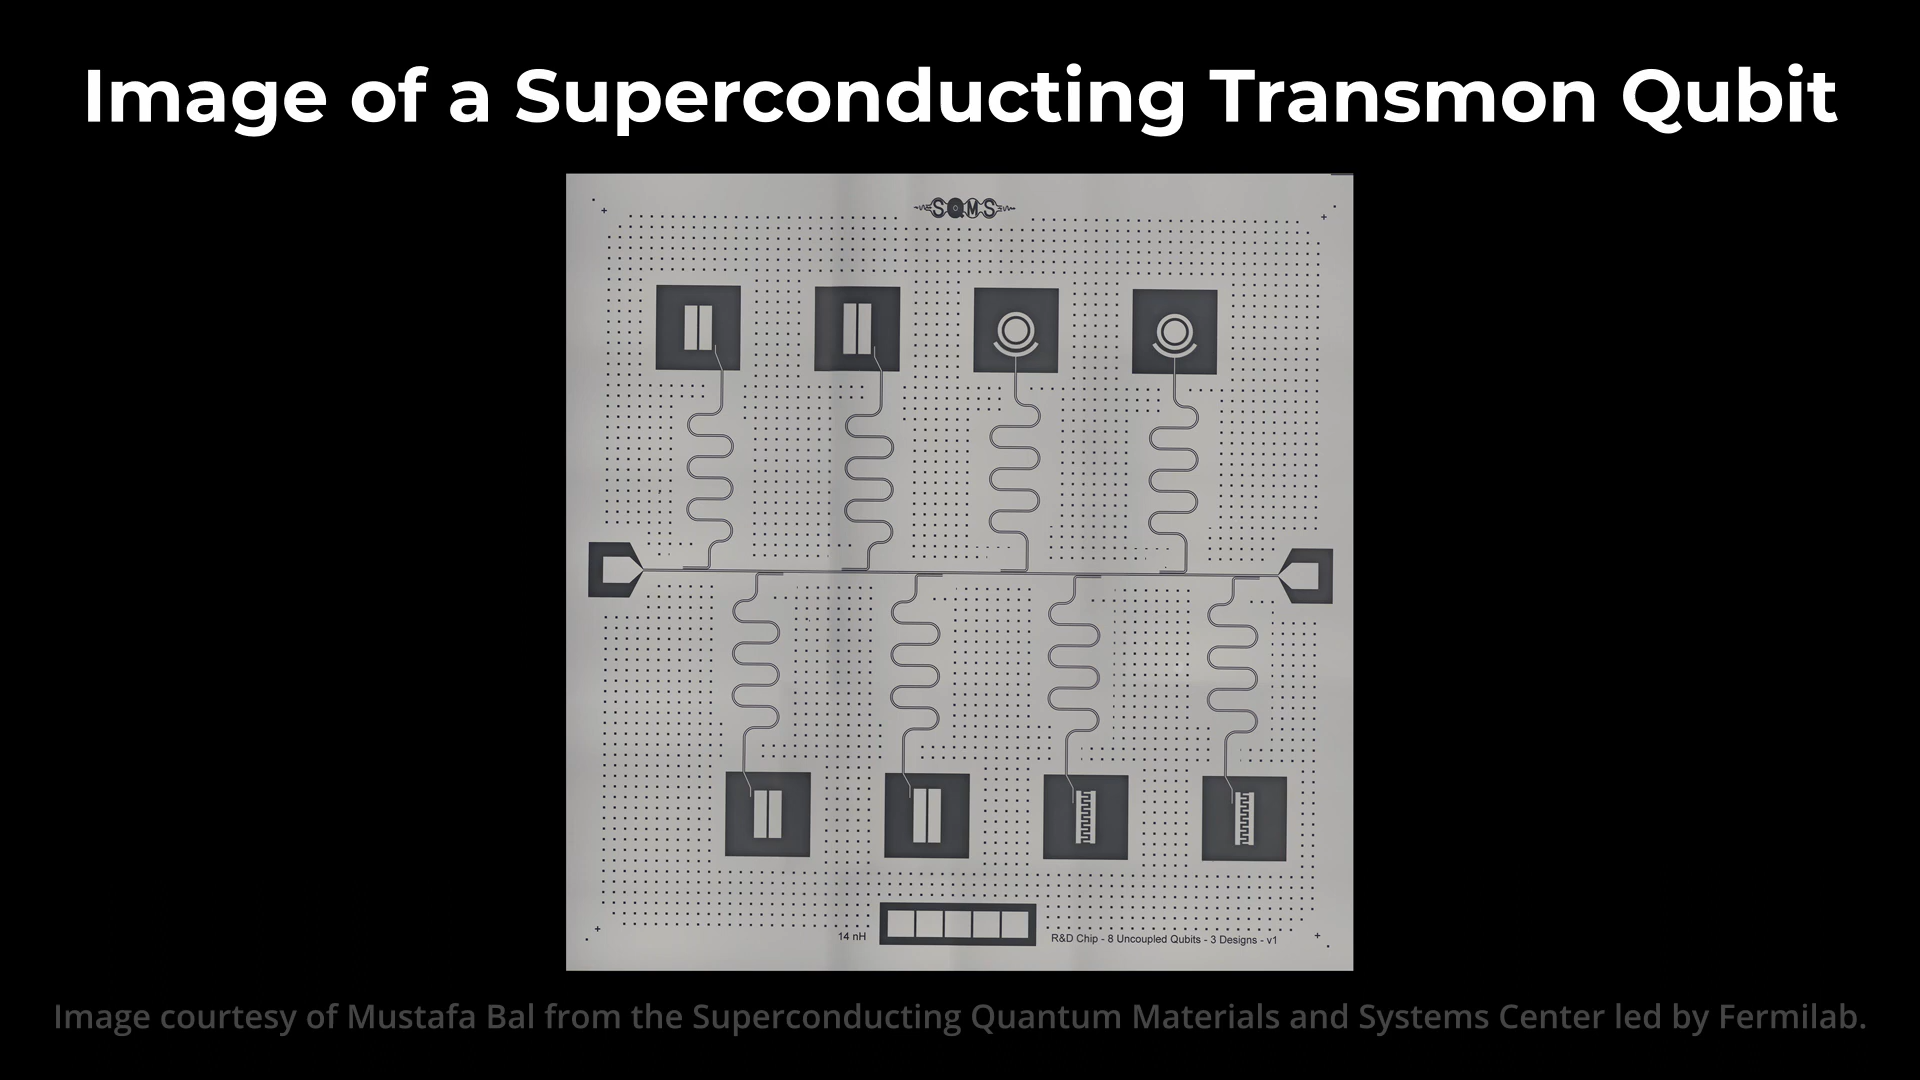 Image of a Superconducting Transmon Qubit
SQMS
14 nH
R&D Chip - 8 Uncoupled Qubits - 3 Designs - v1
Image courtesy of Mustafa Bal from the Superconducting Quantum Materials and Systems Center led by Fermilab.